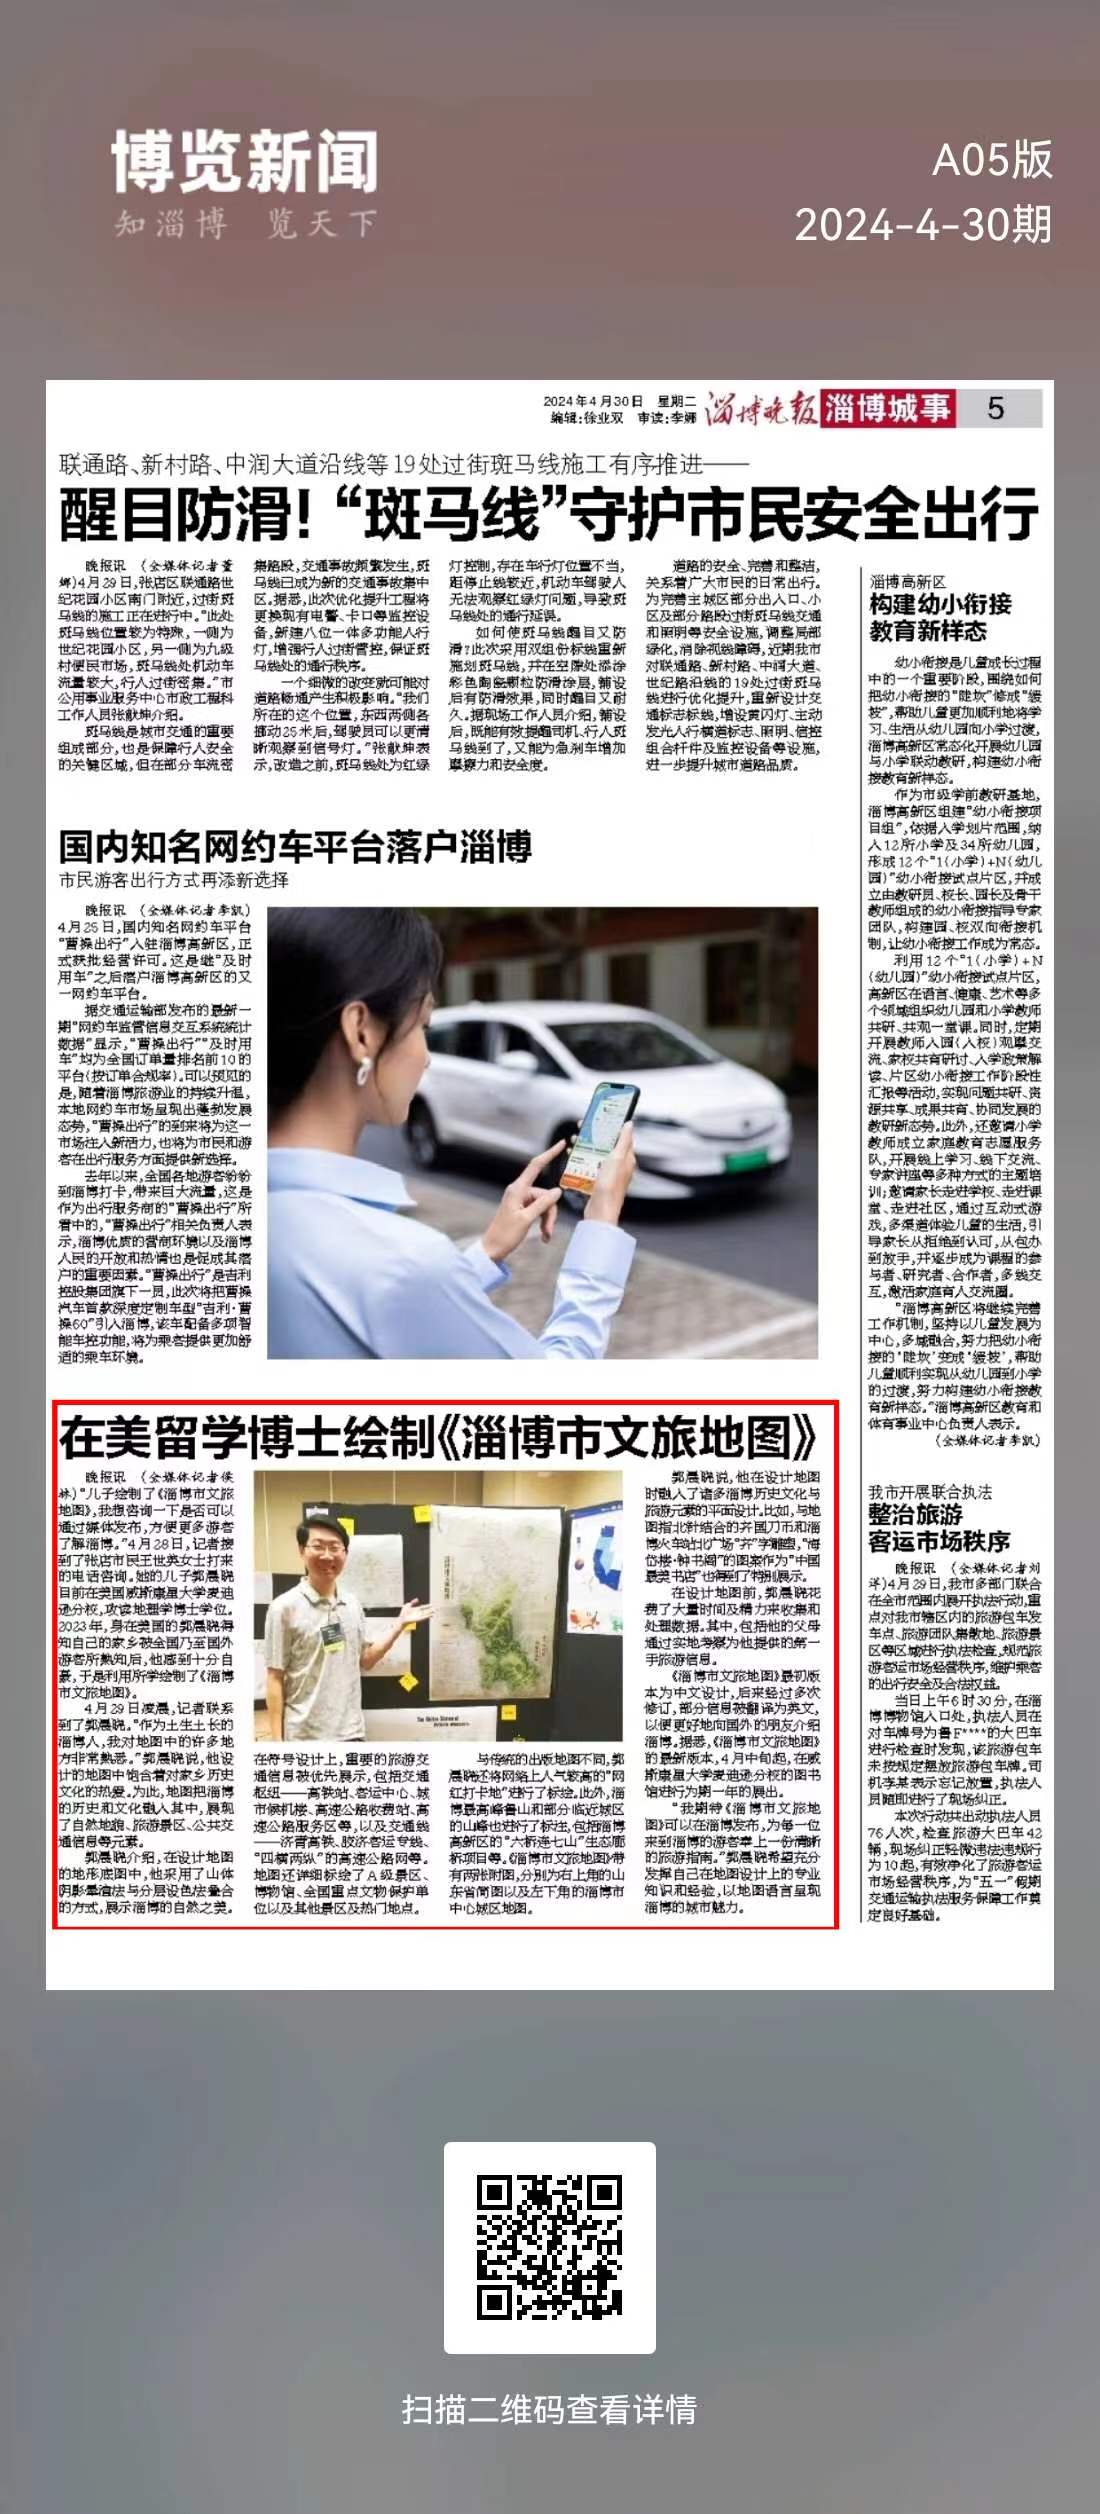 博览新闻
知淄博 览天下
A05版
2024-4-30期
2024年4月30日 星期二
编辑:徐业双 审读:李娜
淄博晚报
淄博城事
5
联通路、新村路、中润大道沿线等19处过街斑马线施工有序推进——
醒目防滑!“斑马线”守护市民安全出行
晚报讯 (全媒体记者董
娜)4月29日,张店区联通路世
纪花园小区南门附近,过街斑
马线的施工正在进行中。“此处
斑马线位置较为特殊,一侧为
世纪花园小区,另一侧为九级
村便民市场,斑马线处机动车
流量较大,行人过街密集。”市
公用事业服务中心市政工程科
工作人员张献坤介绍。
斑马线是城市交通的重要
组成部分,也是保障行人安全
的关键区域,但在部分车流密
集路段,交通事故频繁发生,斑
马线已成为新的交通事故集中
区。据悉,此次优化提升工程将
更换现有电警、卡口等监控设
备,新建八位一体多功能人行
灯,增强行人过街管控,保证斑
马线处的通行秩序。
一个细微的改变就可能对
道路畅通产生积极影响。“我们
所在的这个位置,东西两侧各
挪动25米后,驾驶员可以更清
晰观察到信号灯。”张献坤表
示,改造之前,斑马线处为红绿
灯控制,存在车行灯位置不当,
距停止线较近,机动车驾驶人
无法观察红绿灯问题,导致斑
马线处的通行延误。
如何使斑马线醒目又防
滑?此次采用双组份标线重新
施划斑马线,并在空隙处添涂
彩色陶瓷颗粒防滑涂层,铺设
后有防滑效果,同时醒目又耐
久。据现场工作人员介绍,铺设
后,既能有效提醒司机、行人斑
马线到了,又能为急刹车增加
摩擦力和安全度。
道路的安全、完善和整洁,
关系着广大市民的日常出行。
为完善主城区部分出入口、小
区及部分路段过街斑马线交通
和照明等安全设施,调整局部
绿化,消除视线障碍,近期我市
对联通路、新村路、中润大道、
世纪路沿线的19处过街斑马
线进行优化提升,重新设计交
通标志标线,增设黄闪灯、主动
发光人行横道标志、照明、信控
组合杆件及监控设备等设施,
进一步提升城市道路品质。
国内知名网约车平台落户淄博
市民游客出行方式再添新选择
晚报讯 (全媒体记者李凯)
4月25日,国内知名网约车平台
“曹操出行”入驻淄博高新区,正
式获批经营许可。这是继“及时
用车”之后落户淄博高新区的又
一网约车平台。
据交通运输部发布的最新一
期“网约车监管信息交互系统统计
数据”显示,“曹操出行”“及时用
车”均为全国订单量排名前10的
平台(按订单合规率)。可以预见的
是,随着淄博旅游业的持续升温,
本地网约车市场呈现出蓬勃发展
态势,“曹操出行”的到来将为这一
市场注入新活力,也将为市民和游
客在出行服务方面提供新选择。
去年以来,全国各地游客纷纷
到淄博打卡,带来巨大流量,这是
作为出行服务商的“曹操出行”所
看中的,“曹操出行”相关负责人表
示,淄博优质的营商环境以及淄博
人民的开放和热情也是促成其落
户的重要因素。“曹操出行”是吉利
控股集团旗下一员,此次将把曹操
汽车首款深度定制车型“吉利·曹
操60”引入淄博,该车配备多项智
能车控功能,将为乘客提供更加舒
适的乘车环境。
在美留学博士绘制《淄博市文旅地图》
晚报讯 (全媒体记者侯
林)“儿子绘制了《淄博市文旅
地图》,我想咨询一下是否可以
通过媒体发布,方便更多游客
了解淄博。”4月28日,记者接
到了张店市民王世英女士打来
的电话咨询。她的儿子郭晨晓
目前在美国威斯康星大学麦迪
逊分校,攻读地理学博士学位。
2023年,身在美国的郭晨晓得
知自己的家乡被全国乃至国外
游客所熟知后,他感到十分自
豪,于是利用所学绘制了《淄博
市文旅地图》。
4月29日凌晨,记者联系
到了郭晨晓。“作为土生土长的
淄博人,我对地图中的许多地
方非常熟悉。”郭晨晓说,他设
计的地图中饱含着对家乡历史
文化的热爱。为此,地图把淄博
的历史和文化融入其中,展现
了自然地貌、旅游景区、公共交
通信息等元素。
郭晨晓介绍,在设计地图
的地形底图中,他采用了山体
阴影晕渲法与分层设色法叠合
的方式,展示淄博的自然之美。
在符号设计上,重要的旅游交
通信息被优先展示,包括交通
枢纽——高铁站、客运中心、城
市候机楼、高速公路收费站、高
速公路服务区等,以及交通线
——济青高铁、胶济客运专线、
“四横两纵”的高速公路网等。
地图还详细标绘了A级景区、
博物馆、全国重点文物保护单
位以及其他景区及热门地点。
与传统的出版地图不同,郭
晨晓还将网络上人气较高的“网
红打卡地”进行了标绘。此外,淄
博最高峰鲁山和部分临近城区
的山峰也进行了标注,包括淄博
高新区的“六桥连七山”生态廊
桥项目等。《淄博市文旅地图》带
有两张附图,分别为右上角的山
东省简图以及左下角的淄博市
中心城区地图。
郭晨晓说,他在设计地图
时融入了诸多淄博历史文化与
旅游元素的平面设计。比如,与地
图指北针结合的齐国刀币和淄
博火车站北广场“齐”字雕塑,“海
岱楼·钟书阁”的图案作为“中国
最美书店”也得到了特别展示。
在设计地图前,郭晨晓花
费了大量时间及精力来收集和
处理数据。其中,包括他的父母
通过实地考察为他提供的第一
手旅游信息。
《淄博市文旅地图》最初版
本为中文设计,后来经过多次
修订,部分信息被翻译为英文,
以便更好地向国外的朋友介绍
淄博。据悉,《淄博市文旅地图》
的最新版本,4月中旬起,在威
斯康星大学麦迪逊分校的图书
馆进行为期一年的展出。
“我期待《淄博市文旅地
图》可以在淄博发布,为每一位
来到淄博的游客奉上一份清晰
的旅游指南。”郭晨晓希望充分
发挥自己在地图设计上的专业
知识和经验,以地图语言呈现
淄博的城市魅力。
淄博高新区
构建幼小衔接
教育新样态
幼小衔接是儿童成长过程
中的一个重要阶段,围绕如何
把幼小衔接的“陡坎”修成“缓
坡”,帮助儿童更加顺利地将学
习、生活从幼儿园向小学过渡,
淄博高新区常态化开展幼儿园
与小学联动教研,构建幼小衔
接教育新样态。
作为市级学前教研基地,
淄博高新区组建“幼小衔接项
目组”,依据入学划片范围,纳
入12所小学及34所幼儿园,
形成12个“1(小学)+N(幼儿
园)”幼小衔接试点片区,并成
立由教研员、校长、园长及骨干
教师组成的幼小衔接指导专家
团队,构建园、校双向衔接机
制,让幼小衔接工作成为常态。
利用12个“1(小学)+N
(幼儿园)”幼小衔接试点片区,
高新区在语言、健康、艺术等多
个领域组织幼儿园和小学教师
共研、共观一堂课。同时,定期
开展教师入园(入校)观摩交
流、家校共育研讨、入学政策解
读、片区幼小衔接工作阶段性
汇报等活动,实现问题共研、资
源共享、成果共育、协同发展的
教研新态势。此外,还邀请小学
教师成立家庭教育志愿服务
队,开展线上学习、线下交流、
专家讲座等多种方式的主题培
训;邀请家长走进学校、走进课
堂、走进社区,通过互动式游
戏,多渠道体验儿童的生活,引
导家长从拒绝到认可,从包办
到放手,并逐步成为课程的参
与者、研究者、合作者,多线交
互,激活家庭育人交流圈。
“淄博高新区将继续完善
工作机制,坚持以儿童发展为
中心,多域融合,努力把幼小衔
接的‘陡坎’变成‘缓坡’,帮助
儿童顺利实现从幼儿园到小学
的过渡,努力构建幼小衔接教
育新样态。”淄博高新区教育和
体育事业中心负责人表示。
(全媒体记者李凯)
我市开展联合执法
整治旅游
客运市场秩序
晚报讯 (全媒体记者刘
洋)4月29日,我市多部门联合
在全市范围内展开执法行动,重
点对我市辖区内的旅游包车发
车点、旅游团队集散地、旅游景
区等区域进行执法检查,规范旅
游客运市场经营秩序,维护乘客
的出行安全及合法权益。
当日上午6时30分,在淄
博博物馆入口处,执法人员在
对车牌号为鲁F****的大巴车
进行检查时发现,该旅游包车
未按规定摆放旅游包车牌。司
机李某表示忘记放置,执法人
员随即进行了现场纠正。
本次行动共出动执法人员
76人次,检查旅游大巴车42
辆,现场纠正轻微违法违规行
为10起,有效净化了旅游客运
市场经营秩序,为“五一”假期
交通运输执法服务保障工作奠
定良好基础。
扫描二维码查看详情